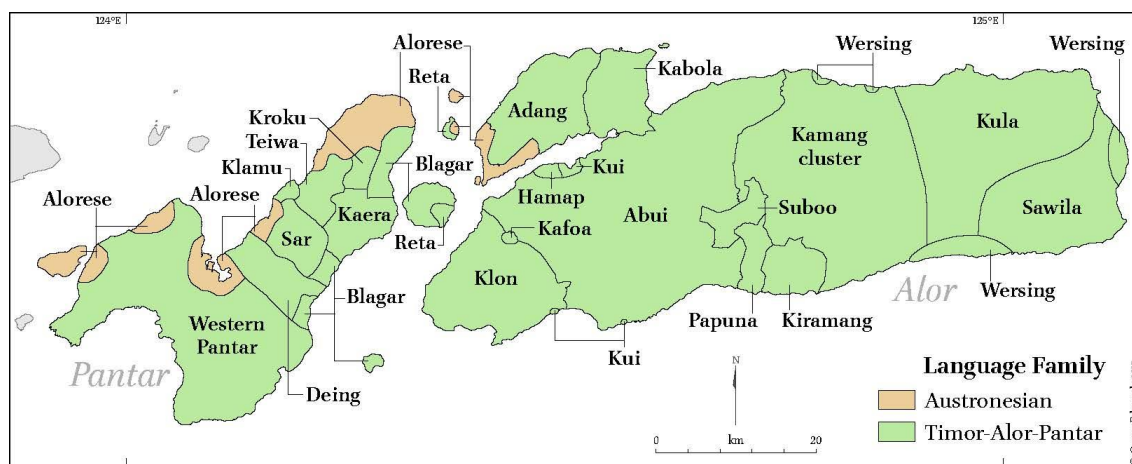 124°E
125°E
Alorese
Wersing
Wersing
Reta
Kabola
Adang
Kroku
Teiwa
Klamu
Kamang
cluster
Kula
Blagar
Kui
Alorese
Alorese
Hamap
Kaera
Abui
Suboo
Sawila
Sar
Reta
Kafoa
Klon
Blagar
Alor
Wersing
Western
Pantar
Papuna
Kiramang
Kui
Pantar
Deing
N
Language Family
Austronesian
Timor-Alor-Pantar
0
km
20